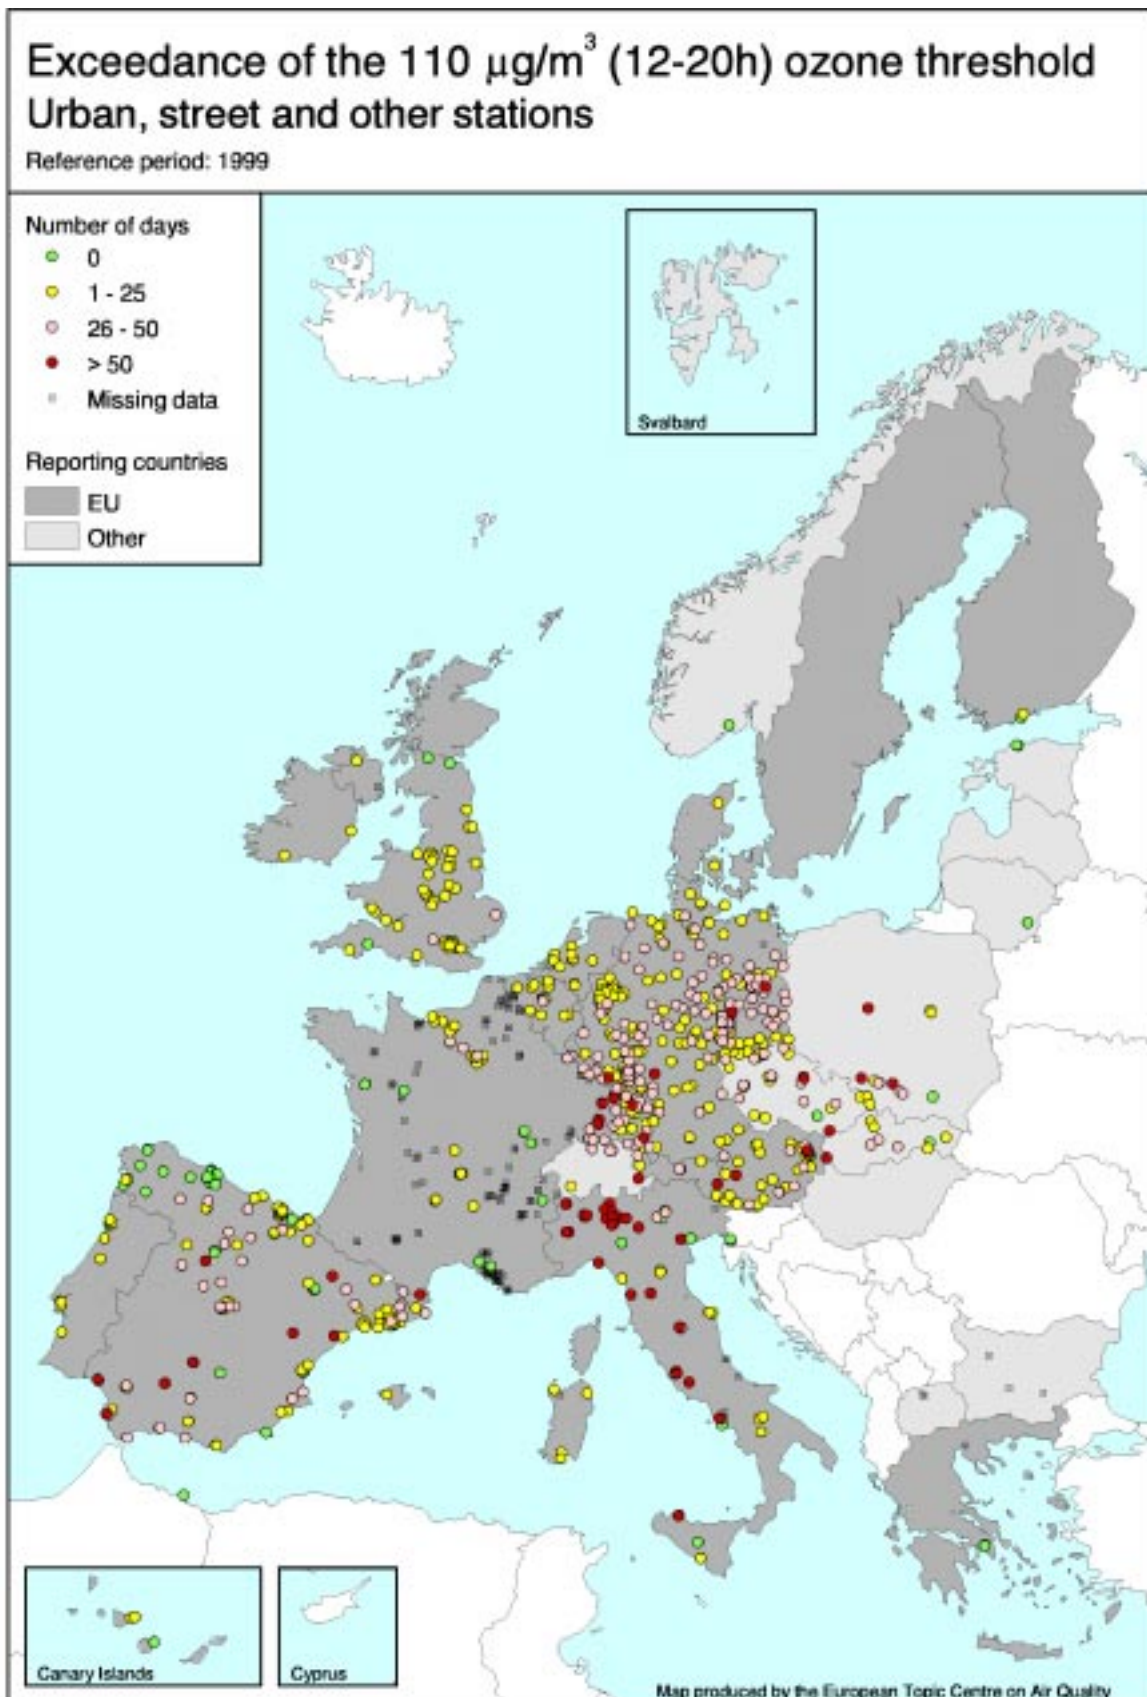 Exceedance of the 110 µg/m³ (12-20h) ozone threshold
Urban, street and other stations
Reference period: 1999
Number of days
0
1 - 25
26 - 50
> 50
Missing data
Reporting countries
EU
Other
Svalbard
Canary Islands
Cyprus
Map produced by the European Topic Centre on Air Quality